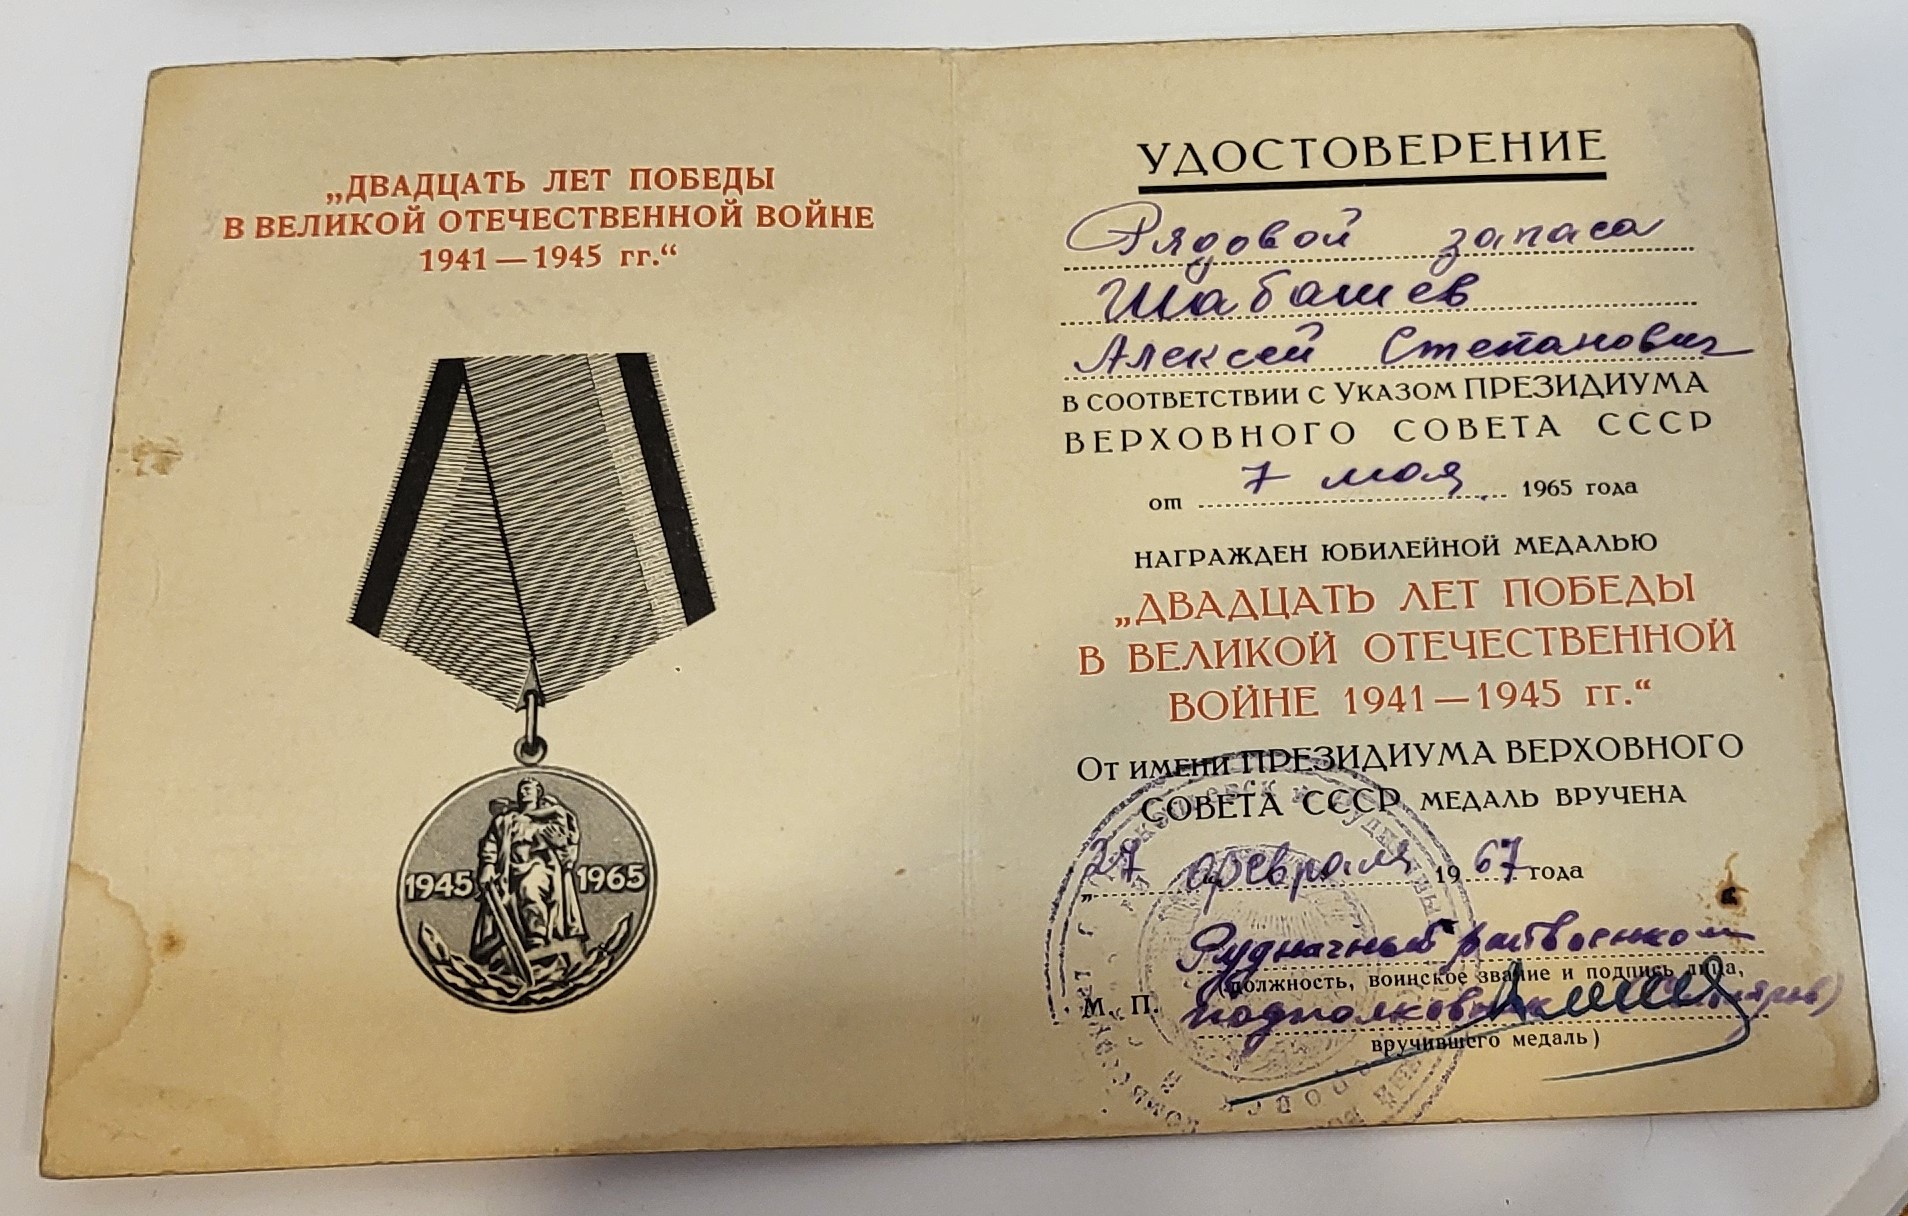 „ДВАДЦАТЬ ЛЕТ ПОБЕДЫ
В ВЕЛИКОЙ ОТЕЧЕСТВЕННОЙ ВОЙНЕ
1941—1945 гг.“
1945 1965
УДОСТОВЕРЕНИЕ
Рядовой запаса
Шабашев
Алексей Степанович
В СООТВЕТСТВИИ С УКАЗОМ ПРЕЗИДИУМА
ВЕРХОВНОГО СОВЕТА СССР
от 7 мая 1965 года
НАГРАЖДЕН ЮБИЛЕЙНОЙ МЕДАЛЬЮ
„ДВАДЦАТЬ ЛЕТ ПОБЕДЫ
В ВЕЛИКОЙ ОТЕЧЕСТВЕННОЙ
ВОЙНЕ 1941—1945 гг.“
ОТ ИМЕНИ ПРЕЗИДИУМА ВЕРХОВНОГО
СОВЕТА СССР МЕДАЛЬ ВРУЧЕНА
„27 февраля 1967 года
Рудничный райвоенком
(должность, воинское звание и подпись лица,
М. П. подполковник
вручившего медаль)